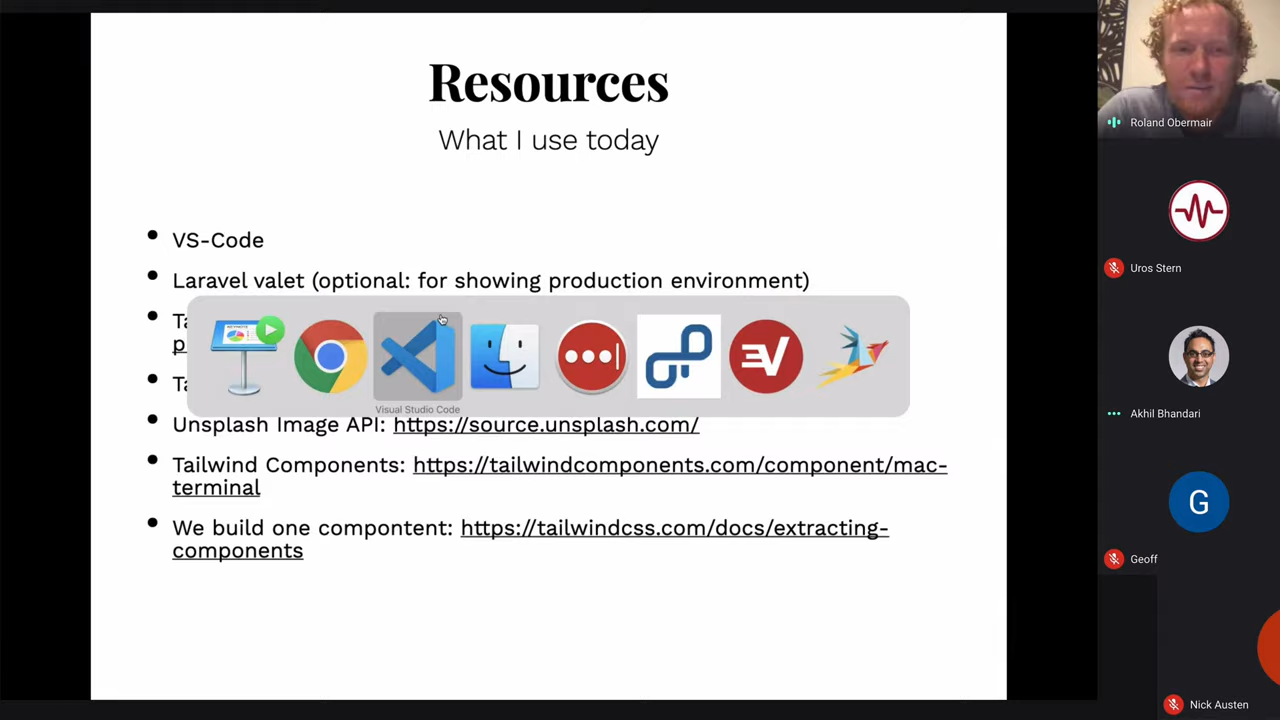 Resources
What I use today
VS-Code
Laravel valet (optional: for showing production environment)
Visual Studio Code
Unsplash Image API: https://source.unsplash.com/
Tailwind Components: https://tailwindcomponents.com/component/mac-
terminal
We build one compontent: https://tailwindcss.com/docs/extracting-
components
Roland Obermair
Uros Stern
Akhil Bhandari
G
Geoff
Nick Austen